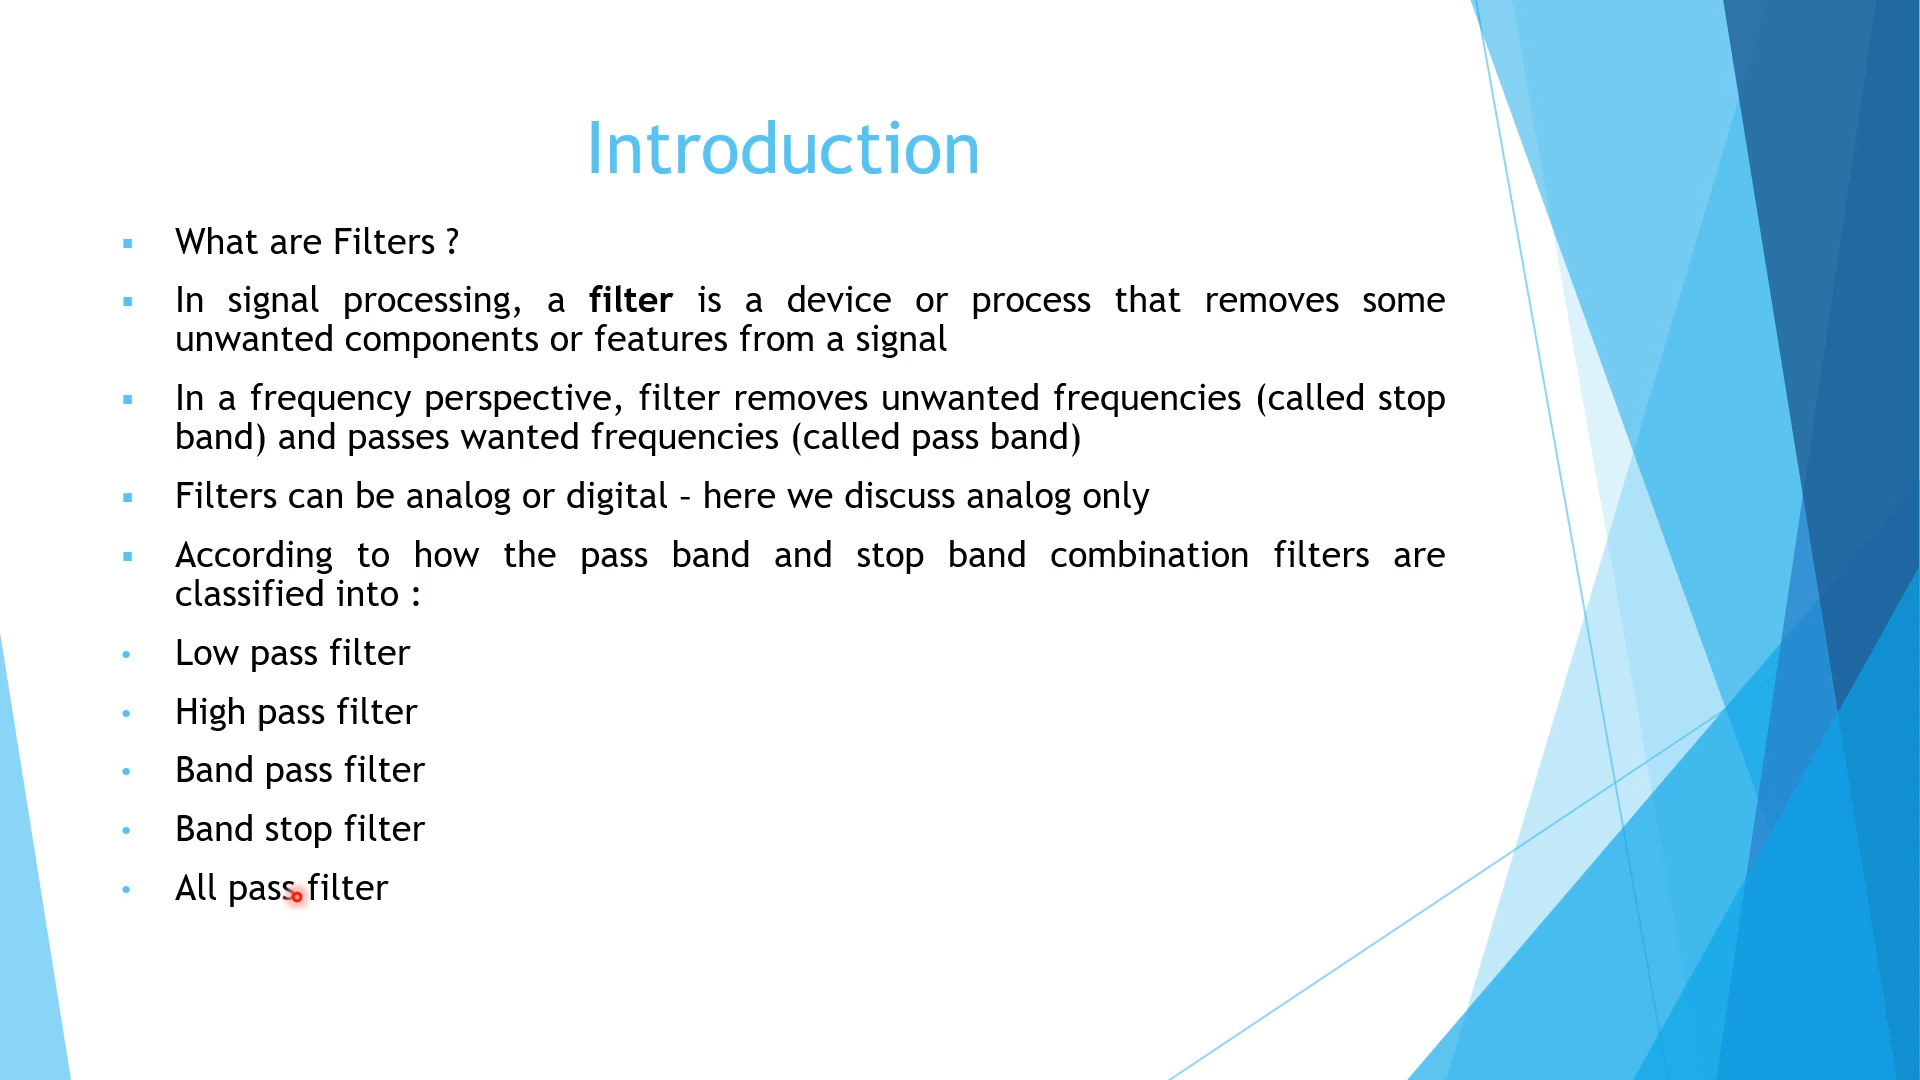 Introduction
What are Filters ?
In signal processing, a filter is a device or process that removes some
unwanted components or features from a signal
In a frequency perspective, filter removes unwanted frequencies (called stop
band) and passes wanted frequencies (called pass band)
Filters can be analog or digital – here we discuss analog only
According to how the pass band and stop band combination filters are
classified into :
Low pass filter
High pass filter
Band pass filter
Band stop filter
All pass filter